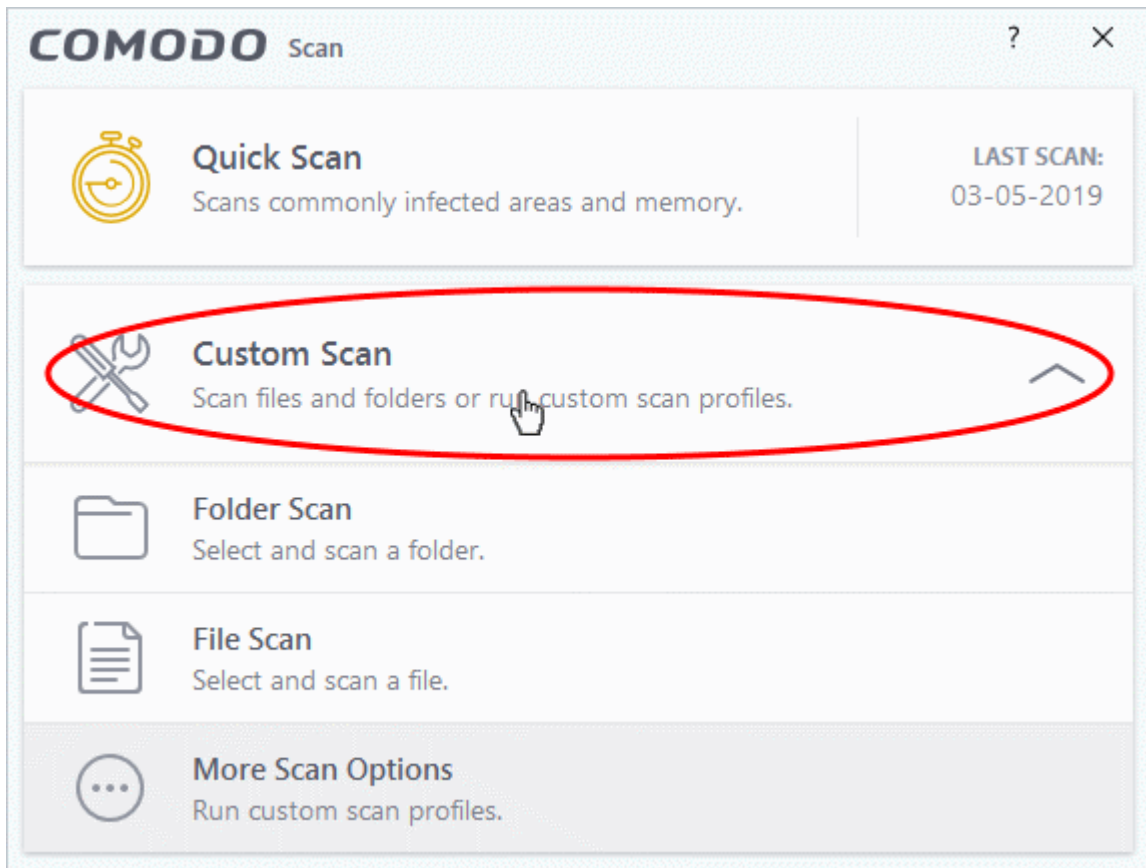 COMODO Scan ?
Quick Scan
Scans commonly infected areas and memory.
LAST SCAN:
03-05-2019
Custom Scan
Scan files and folders or run custom scan profiles.
Folder Scan
Select and scan a folder.
File Scan
Select and scan a file.
More Scan Options
Run custom scan profiles.